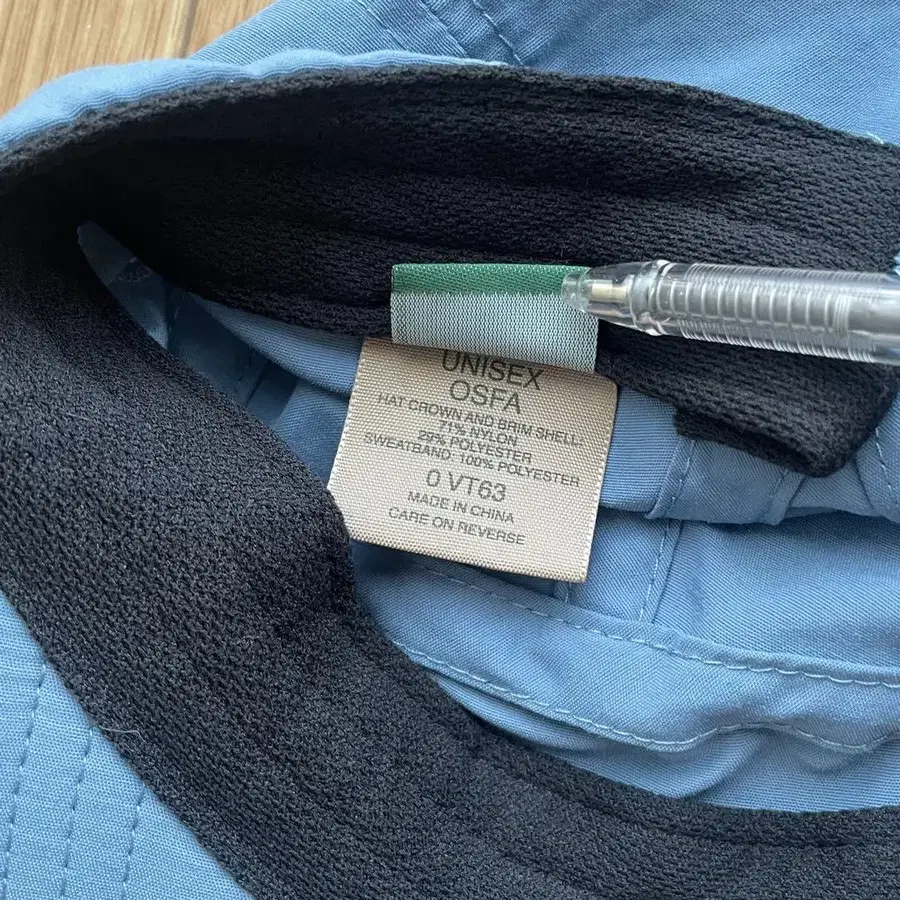 UNISEX
OSFA
HAT CROWN AND BRIM SHELL:
71% NYLON
29% POLYESTER
SWEATBAND: 100% POLYESTER
0 VT63
MADE IN CHINA
CARE ON REVERSE